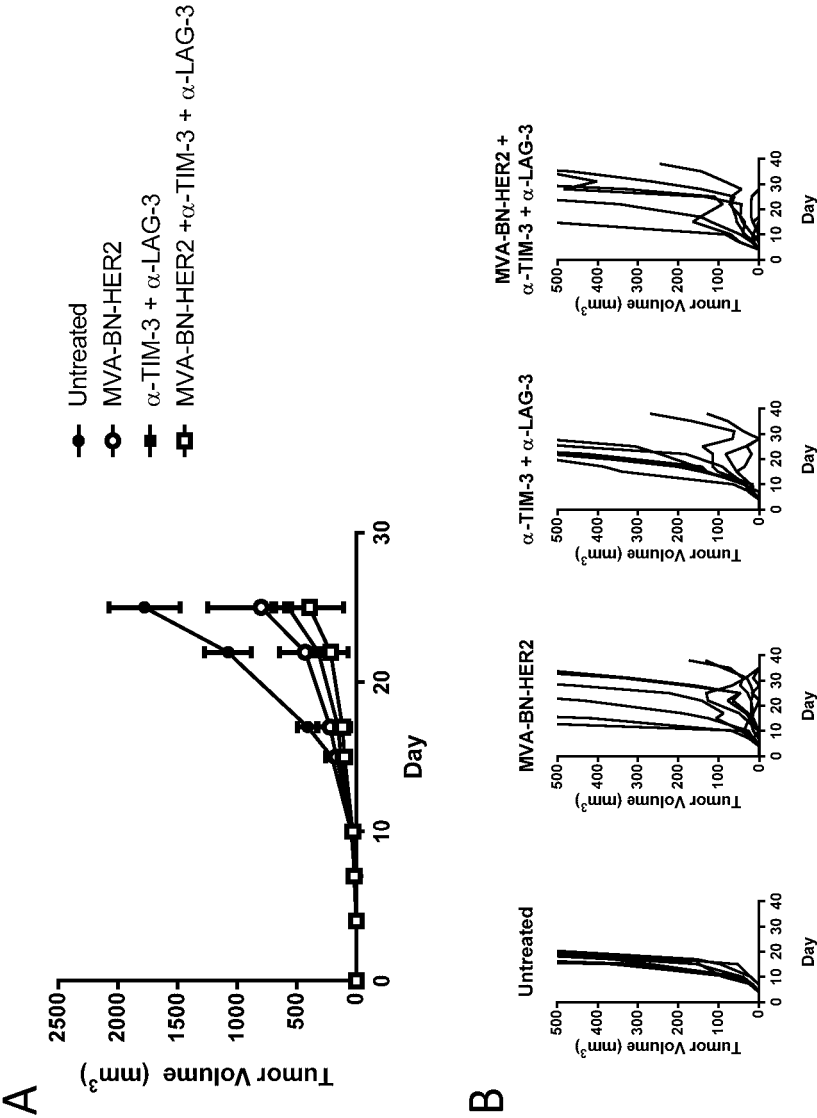 A
Untreated
MVA-BN-HER2
α-TIM-3 + α-LAG-3
MVA-BN-HER2 +α-TIM-3 + α-LAG-3
Tumor Volume (mm3)
2500
2000
1500
1000
500
0
0
10
20
30
Day
B
Untreated
Tumor Volume (mm3)
500
400
300
200
100
0
0
10
20
30
40
Day
MVA-BN-HER2
Tumor Volume (mm3)
500
400
300
200
100
0
0
10
20
30
40
Day
α-TIM-3 + α-LAG-3
Tumor Volume (mm3)
500
400
300
200
100
0
0
10
20
30
40
Day
MVA-BN-HER2 +
α-TIM-3 + α-LAG-3
Tumor Volume (mm3)
500
400
300
200
100
0
0
10
20
30
40
Day